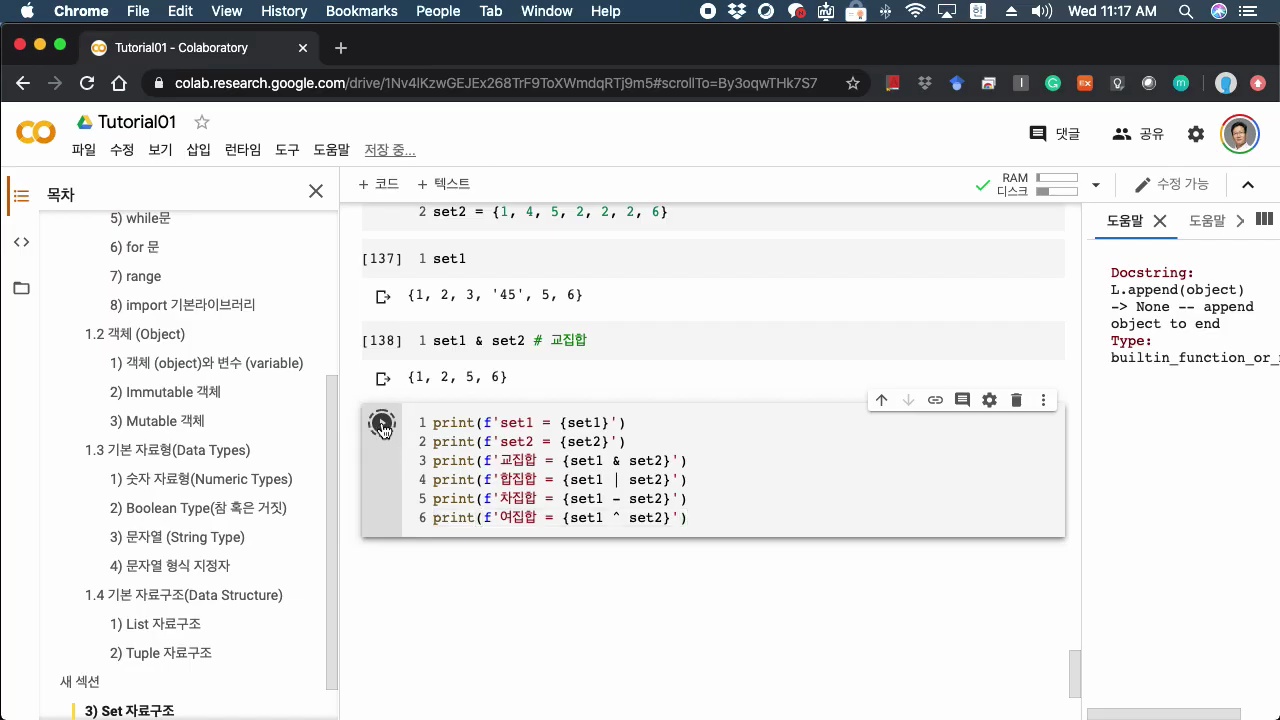 Chrome File Edit View History Bookmarks People Tab Window Help 한 Wed 11:17 AM
Tutorial01 - Colaboratory
colab.research.google.com/drive/1Nv4lKzwGEJEx268TrF9ToXWmdqRTj9m5#scrollTo=By3oqwTHk7S7
Tutorial01
댓글 공유
파일 수정 보기 삽입 런타임 도구 도움말 저장 중...
목차
+ 코드 + 텍스트
RAM
디스크
수정 가능
5) while문
6) for 문
7) range
8) import 기본라이브러리
1.2 객체 (Object)
1) 객체 (object)와 변수 (variable)
2) Immutable 객체
3) Mutable 객체
1.3 기본 자료형(Data Types)
1) 숫자 자료형(Numeric Types)
2) Boolean Type(참 혹은 거짓)
3) 문자열 (String Type)
4) 문자열 형식 지정자
1.4 기본 자료구조(Data Structure)
1) List 자료구조
2) Tuple 자료구조
새 섹션
3) Set 자료구조
2 set2 = {1, 4, 5, 2, 2, 2, 6}
[137] 1 set1
{1, 2, 3, '45', 5, 6}
[138] 1 set1 & set2 # 교집합
{1, 2, 5, 6}
1 print(f'set1 = {set1}')
2 print(f'set2 = {set2}')
3 print(f'교집합 = {set1 & set2}')
4 print(f'합집합 = {set1 | set2}')
5 print(f'차집합 = {set1 - set2}')
6 print(f'여집합 = {set1 ^ set2}')
도움말 도움말
Docstring:
L.append(object)
-> None -- append
object to end
Type:
builtin_function_or_